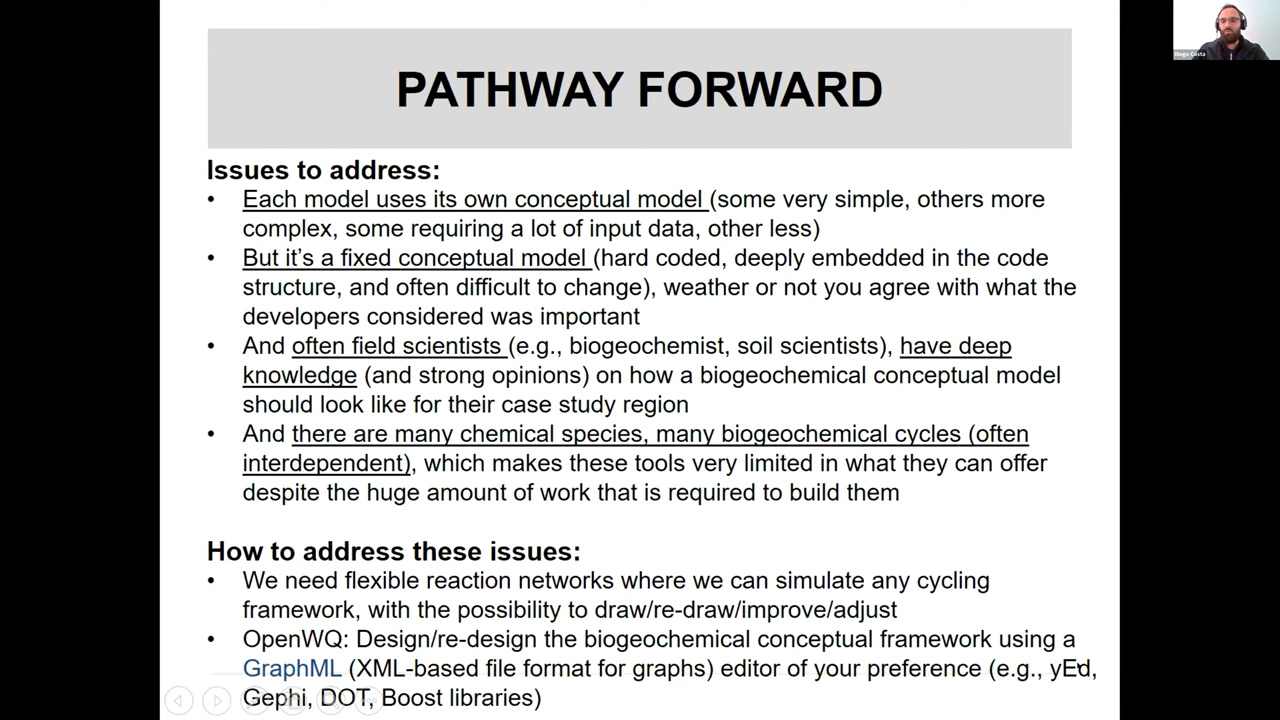 Diogo Costa
PATHWAY FORWARD
Issues to address:
• Each model uses its own conceptual model (some very simple, others more
complex, some requiring a lot of input data, other less)
• But it's a fixed conceptual model (hard coded, deeply embedded in the code
structure, and often difficult to change), weather or not you agree with what the
developers considered was important
• And often field scientists (e.g., biogeochemist, soil scientists), have deep
knowledge (and strong opinions) on how a biogeochemical conceptual model
should look like for their case study region
• And there are many chemical species, many biogeochemical cycles (often
interdependent), which makes these tools very limited in what they can offer
despite the huge amount of work that is required to build them
How to address these issues:
• We need flexible reaction networks where we can simulate any cycling
framework, with the possibility to draw/re-draw/improve/adjust
• OpenWQ: Design/re-design the biogeochemical conceptual framework using a
GraphML (XML-based file format for graphs) editor of your preference (e.g., yEd,
Gephi, DOT, Boost libraries)